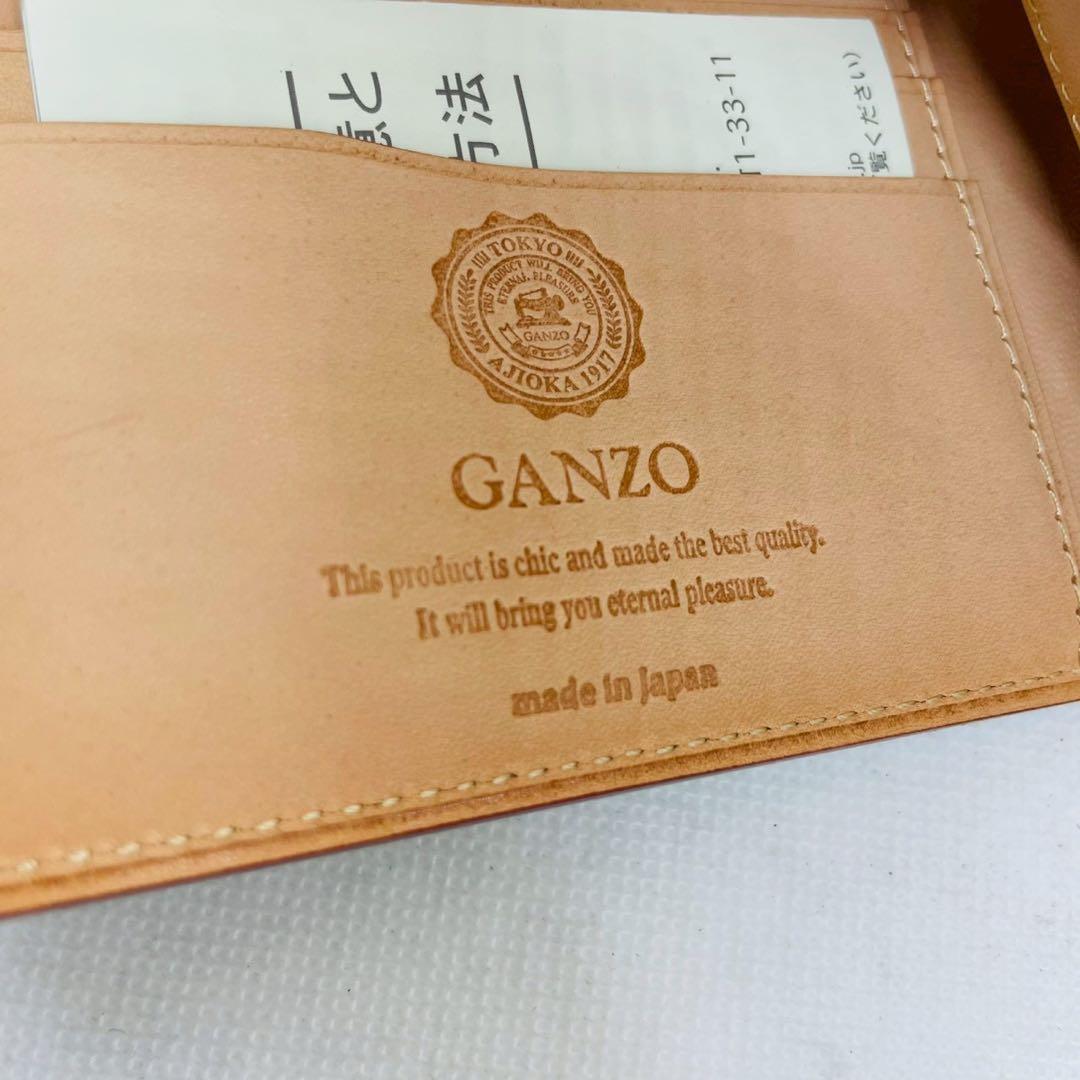 意と
方法
1-33-11
.jp
覧ください)
TOKYO
THIS PRODUCT WILL BRING YOU
ETERNAL PLEASURE
GANZO
AJIOKA 1917
GANZO
This product is chic and made the best quality.
It will bring you eternal pleasure.
made in Japan